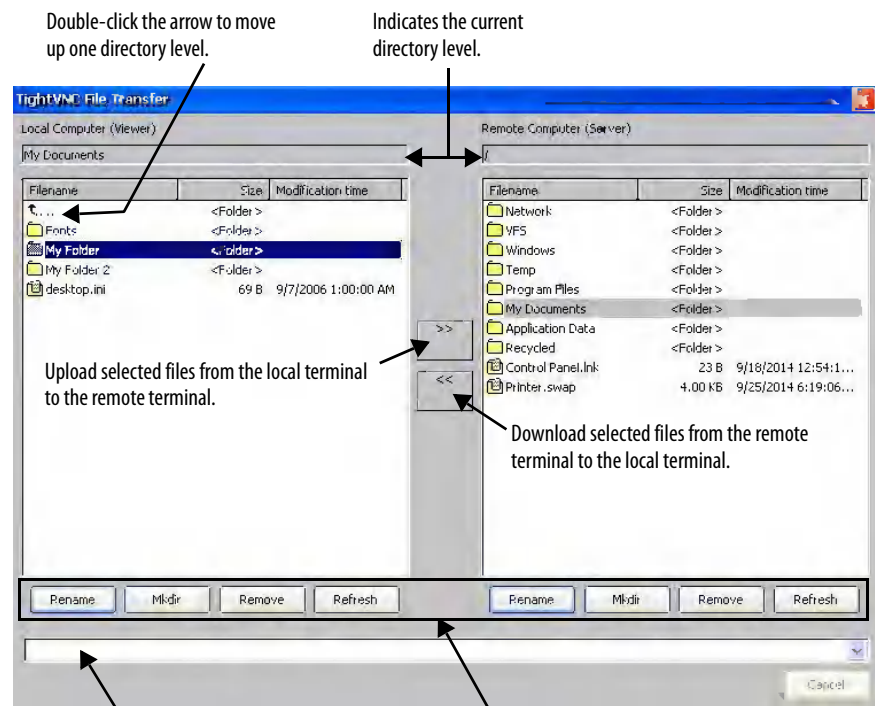 Double-click the arrow to move
up one directory level.
Indicates the current
directory level.
TightVNC File Transfer
Local Computer (Viewer)
Remote Computer (Server)
My Documents
/
Filename Size Modification time
.. <Folder>
Fonts <Folder>
My Folder <Folder>
My Folder 2 <Folder>
desktop.ini 69 B 9/7/2006 1:00:00 AM
Filename Size Modification time
Network <Folder>
VFS <Folder>
Windows <Folder>
Temp <Folder>
Program Files <Folder>
My Documents <Folder>
Application Data <Folder>
Recycled <Folder>
Control Panel.lnk 23 B 9/18/2014 12:54:1...
Printer.swap 4.00 KB 9/25/2014 6:19:06...
>>
<<
Upload selected files from the local terminal
to the remote terminal.
Download selected files from the remote
terminal to the local terminal.
Rename Mkdir Remove Refresh
Rename Mkdir Remove Refresh
Cancel